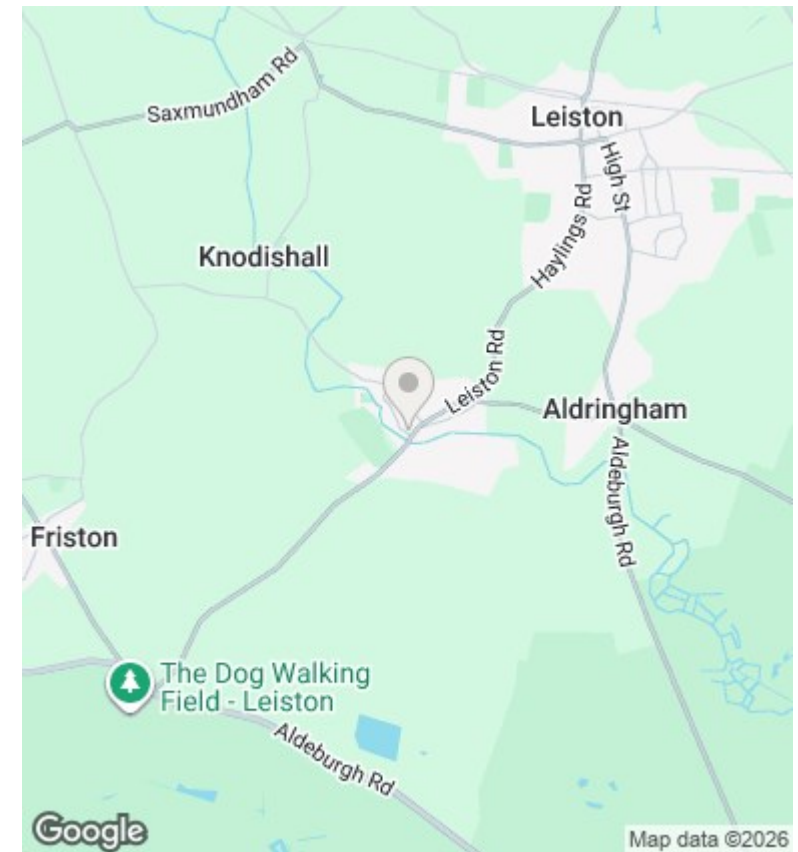 Saxmundham Rd
Leiston
High St
Haylings Rd
Knodishall
Leiston Rd
Aldringham
Aldeburgh Rd
Friston
The Dog Walking
Field - Leiston
Aldeburgh Rd
Google
Map data ©2026